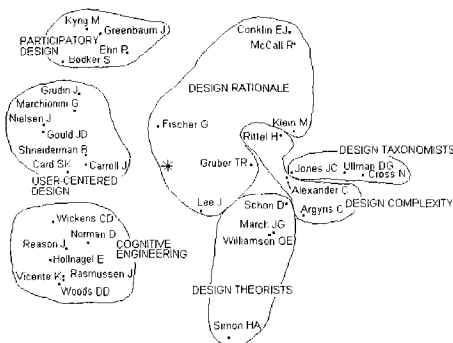 Kyng M
Greenbaum J
PARTICIPATORY
DESIGN
Ehn P
Bødker S
Conklin EJ
McCall R
DESIGN RATIONALE
Grudin J
Marchionini G
Nielsen J
Gould JD
Shneiderman B
Card SK
Carroll J
USER-CENTERED
DESIGN
Fischer G
Klein M
Rittel H
Gruber TR
Lee J
DESIGN TAXONOMISTS
Jones JC
Ullman DG
Cross N
Alexander C
Argyris C
DESIGN COMPLEXITY
Wickens CD
Norman D
Reason J
COGNITIVE
ENGINEERING
Hollnagel E
Vicente K
Rasmussen J
Woods DD
Schon D
March JG
Williamson OE
DESIGN THEORISTS
Simon HA